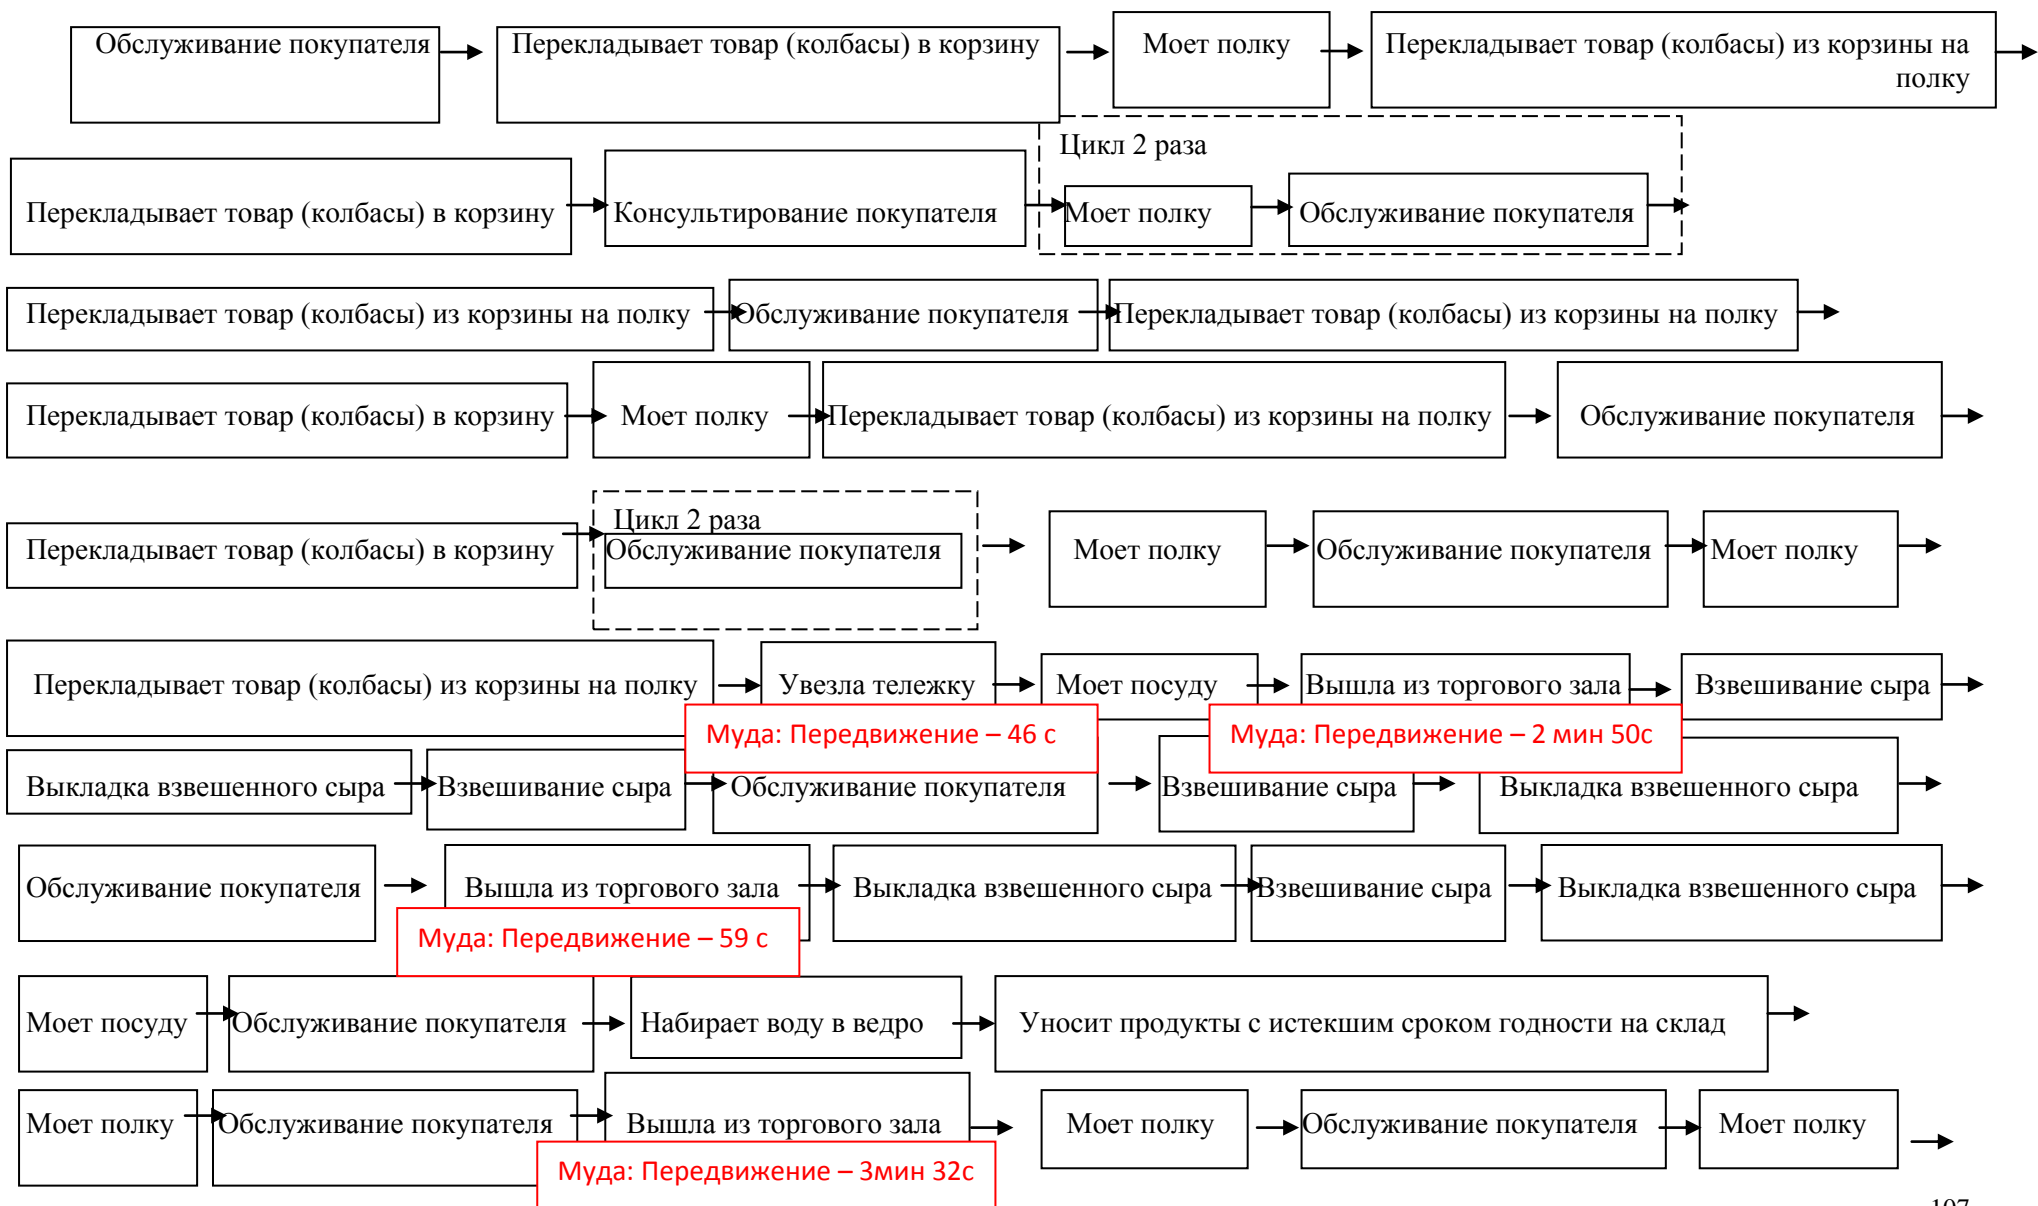 Обслуживание покупателя
Перекладывает товар (колбасы) в корзину
Моет полку
Перекладывает товар (колбасы) из корзины на
полку
Цикл 2 раза
Перекладывает товар (колбасы) в корзину
Консультирование покупателя
Моет полку
Обслуживание покупателя
Перекладывает товар (колбасы) из корзины на полку
Обслуживание покупателя
Перекладывает товар (колбасы) из корзины на полку
Перекладывает товар (колбасы) в корзину
Моет полку
Перекладывает товар (колбасы) из корзины на полку
Обслуживание покупателя
Цикл 2 раза
Перекладывает товар (колбасы) в корзину
Обслуживание покупателя
Моет полку
Обслуживание покупателя
Моет полку
Перекладывает товар (колбасы) из корзины на полку
Увезла тележку
Моет посуду
Вышла из торгового зала
Взвешивание сыра
Муда: Передвижение – 46 с
Муда: Передвижение – 2 мин 50с
Выкладка взвешенного сыра
Взвешивание сыра
Обслуживание покупателя
Взвешивание сыра
Выкладка взвешенного сыра
Обслуживание покупателя
Вышла из торгового зала
Выкладка взвешенного сыра
Взвешивание сыра
Выкладка взвешенного сыра
Муда: Передвижение – 59 с
Моет посуду
Обслуживание покупателя
Набирает воду в ведро
Уносит продукты с истекшим сроком годности на склад
Моет полку
Обслуживание покупателя
Вышла из торгового зала
Моет полку
Обслуживание покупателя
Моет полку
Муда: Передвижение – 3мин 32с